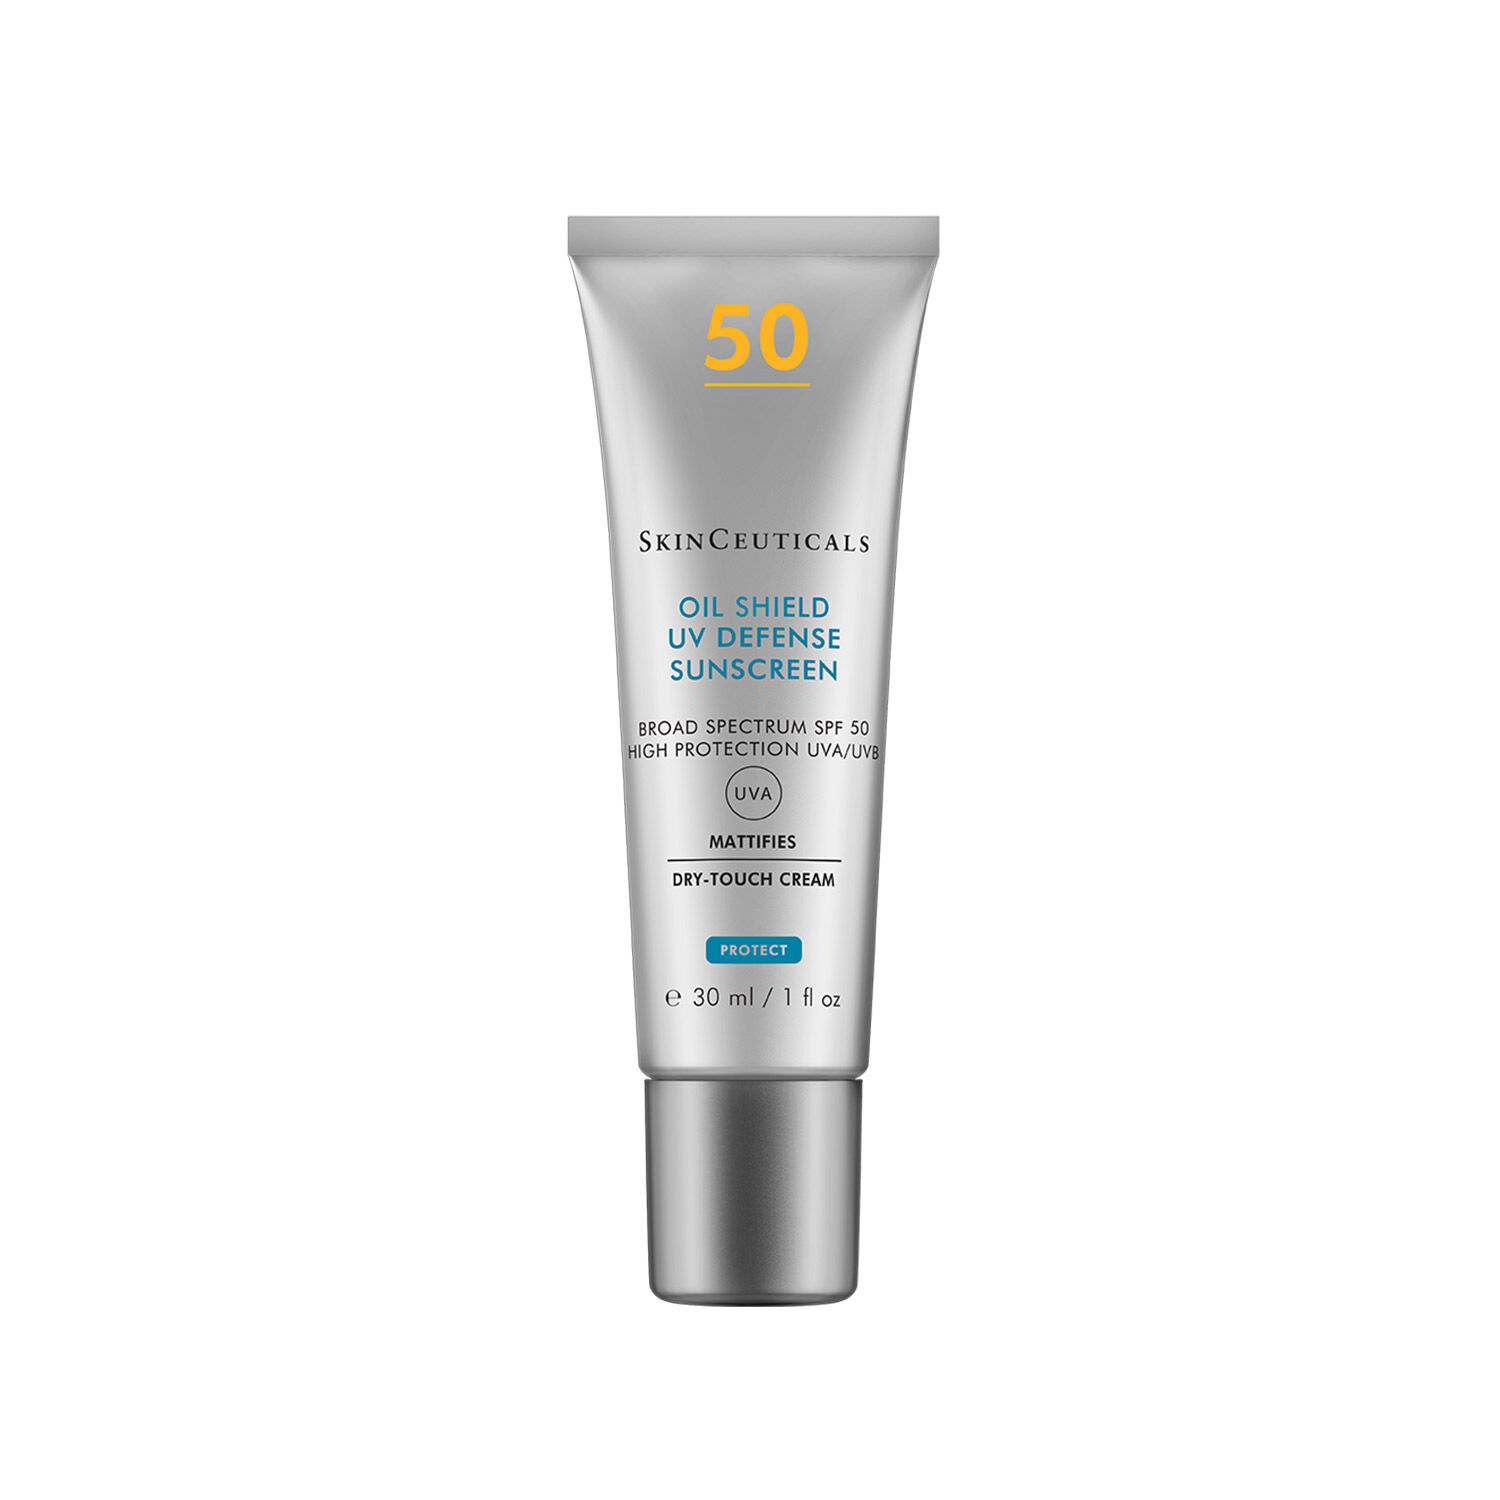 50
SKINCEUTICALS
OIL SHIELD
UV DEFENSE
SUNSCREEN
BROAD SPECTRUM SPF 50
HIGH PROTECTION UVA/UVB
UVA
MATTIFIES
DRY-TOUCH CREAM
PROTECT
℮ 30 ml / 1 fl oz